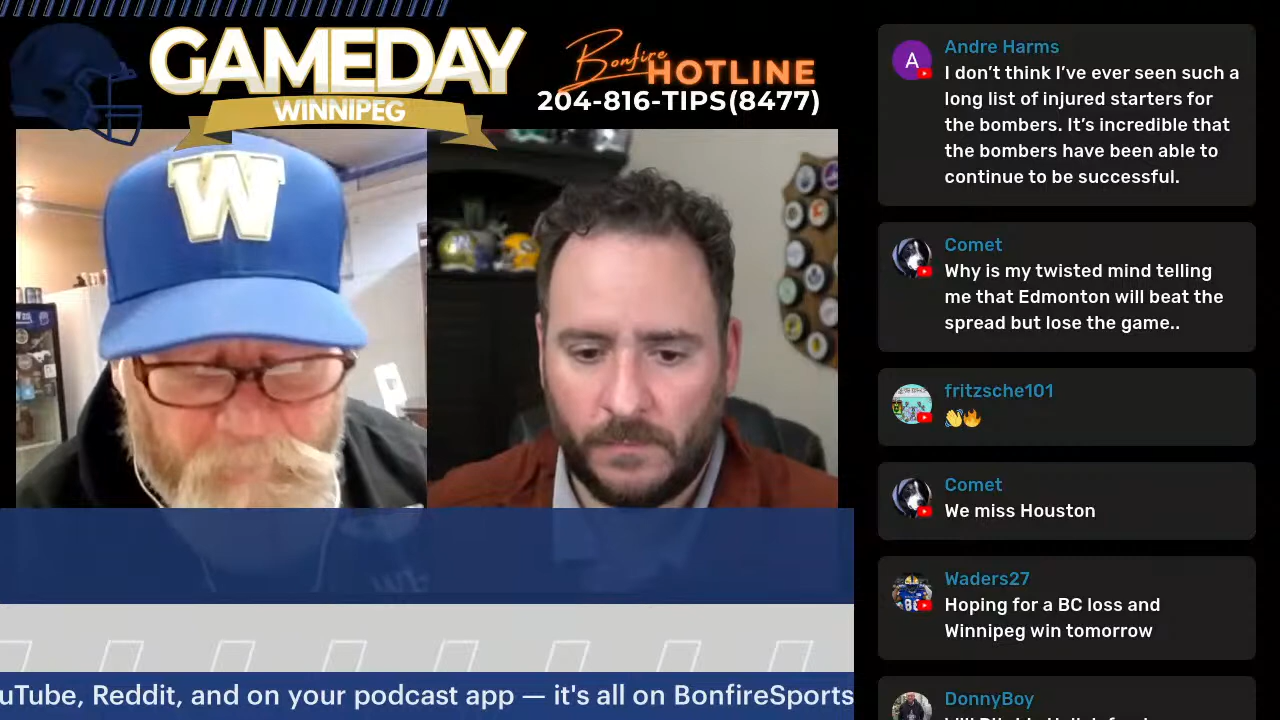 GAMEDAY
WINNIPEG
Bonfire
HOTLINE
204-816-TIPS(8477)
W
A
Andre Harms
I don’t think I’ve ever seen such a
long list of injured starters for
the bombers. It’s incredible that
the bombers have been able to
continue to be successful.
Comet
Why is my twisted mind telling
me that Edmonton will beat the
spread but lose the game..
fritzsche101
👏🔥
Comet
We miss Houston
Waders27
Hoping for a BC loss and
Winnipeg win tomorrow
DonnyBoy
uTube, Reddit, and on your podcast app — it's all on BonfireSports